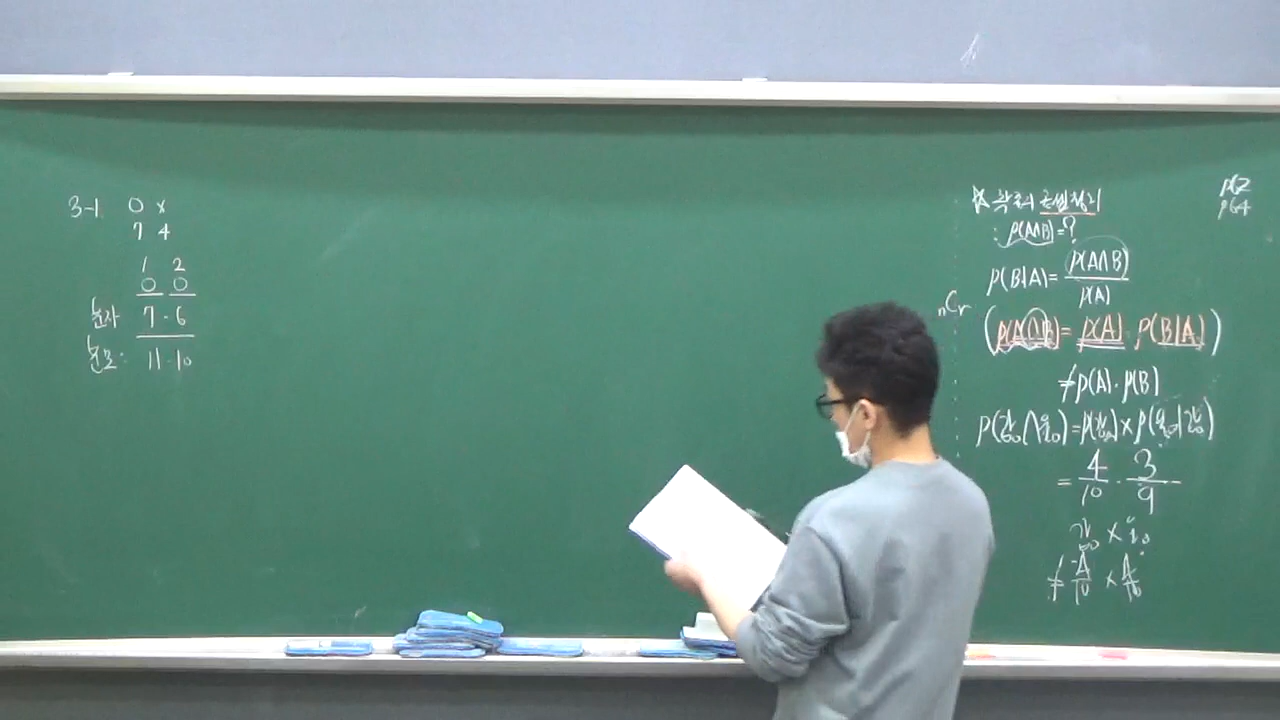 3-1 O x
7 4
1 2
O O
분자 7 · 6
분모 : 11 · 10
☆ 확률의 곱셈정리
: P(A∩B)=?
P(B|A) = P(A∩B) / P(A)
nCr
(P(A∩B) = P(A) · P(B|A))
≠ P(A) · P(B)
= 4/10 · 3/9
≠ 4/10 × 4/10
P62
P64